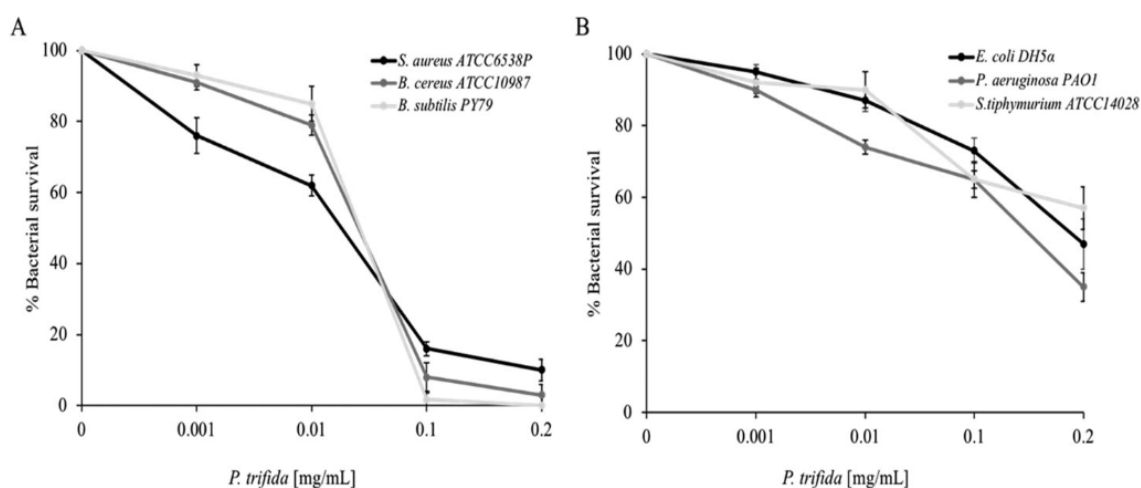 A
100
80
60
40
20
0
% Bacterial survival
S. aureus ATCC6538P
B. cereus ATCC10987
B. subtilis PY79
0 0.001 0.01 0.1 0.2
P. trifida [mg/mL]
B
100
80
60
40
20
0
% Bacterial survival
E. coli DH5α
P. aeruginosa PAO1
S.tiphymurium ATCC14028
0 0.001 0.01 0.1 0.2
P. trifida [mg/mL]